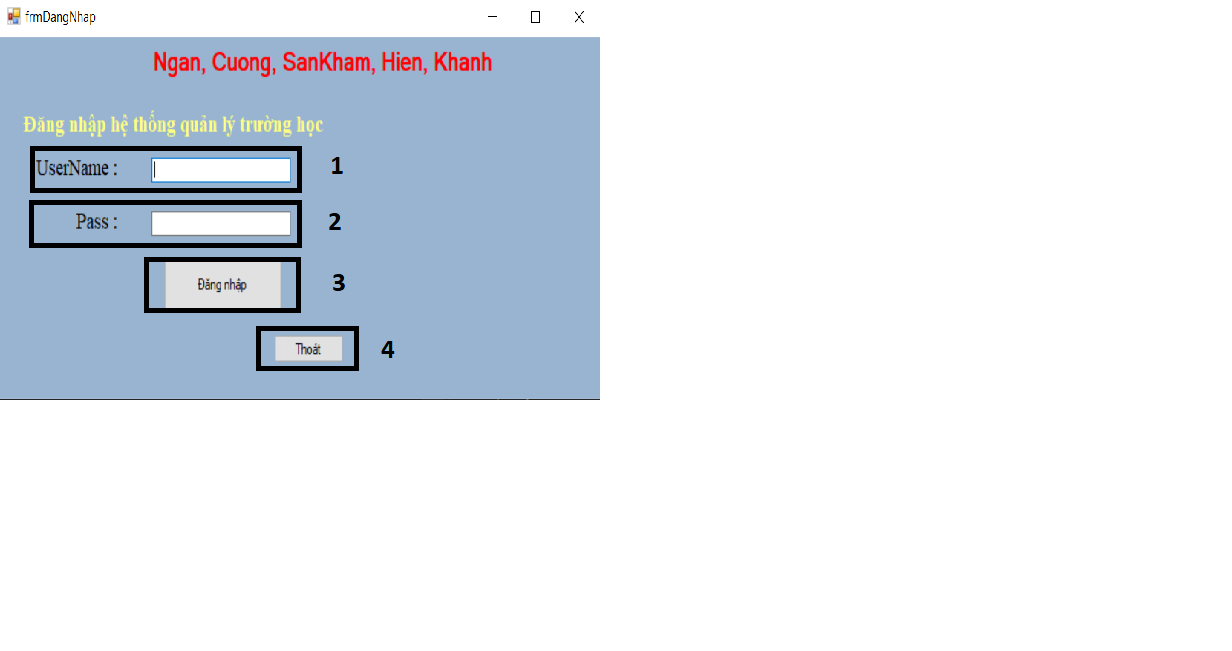 frmDangNhap
Ngan, Cuong, SanKham, Hien, Khanh
Đăng nhập hệ thống quản lý trường học
UserName : 1
Pass : 2
Đăng nhập 3
Thoát 4